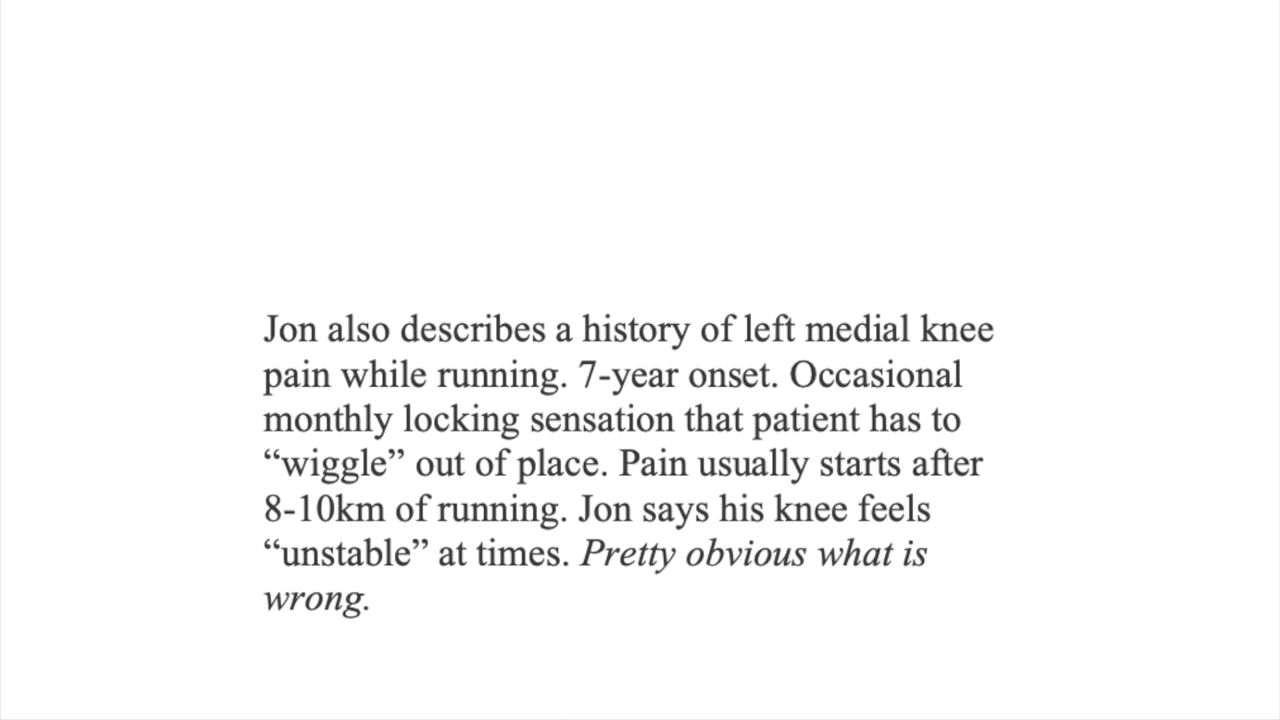 Jon also describes a history of left medial knee
pain while running. 7-year onset. Occasional
monthly locking sensation that patient has to
“wiggle” out of place. Pain usually starts after
8-10km of running. Jon says his knee feels
“unstable” at times. Pretty obvious what is
wrong.